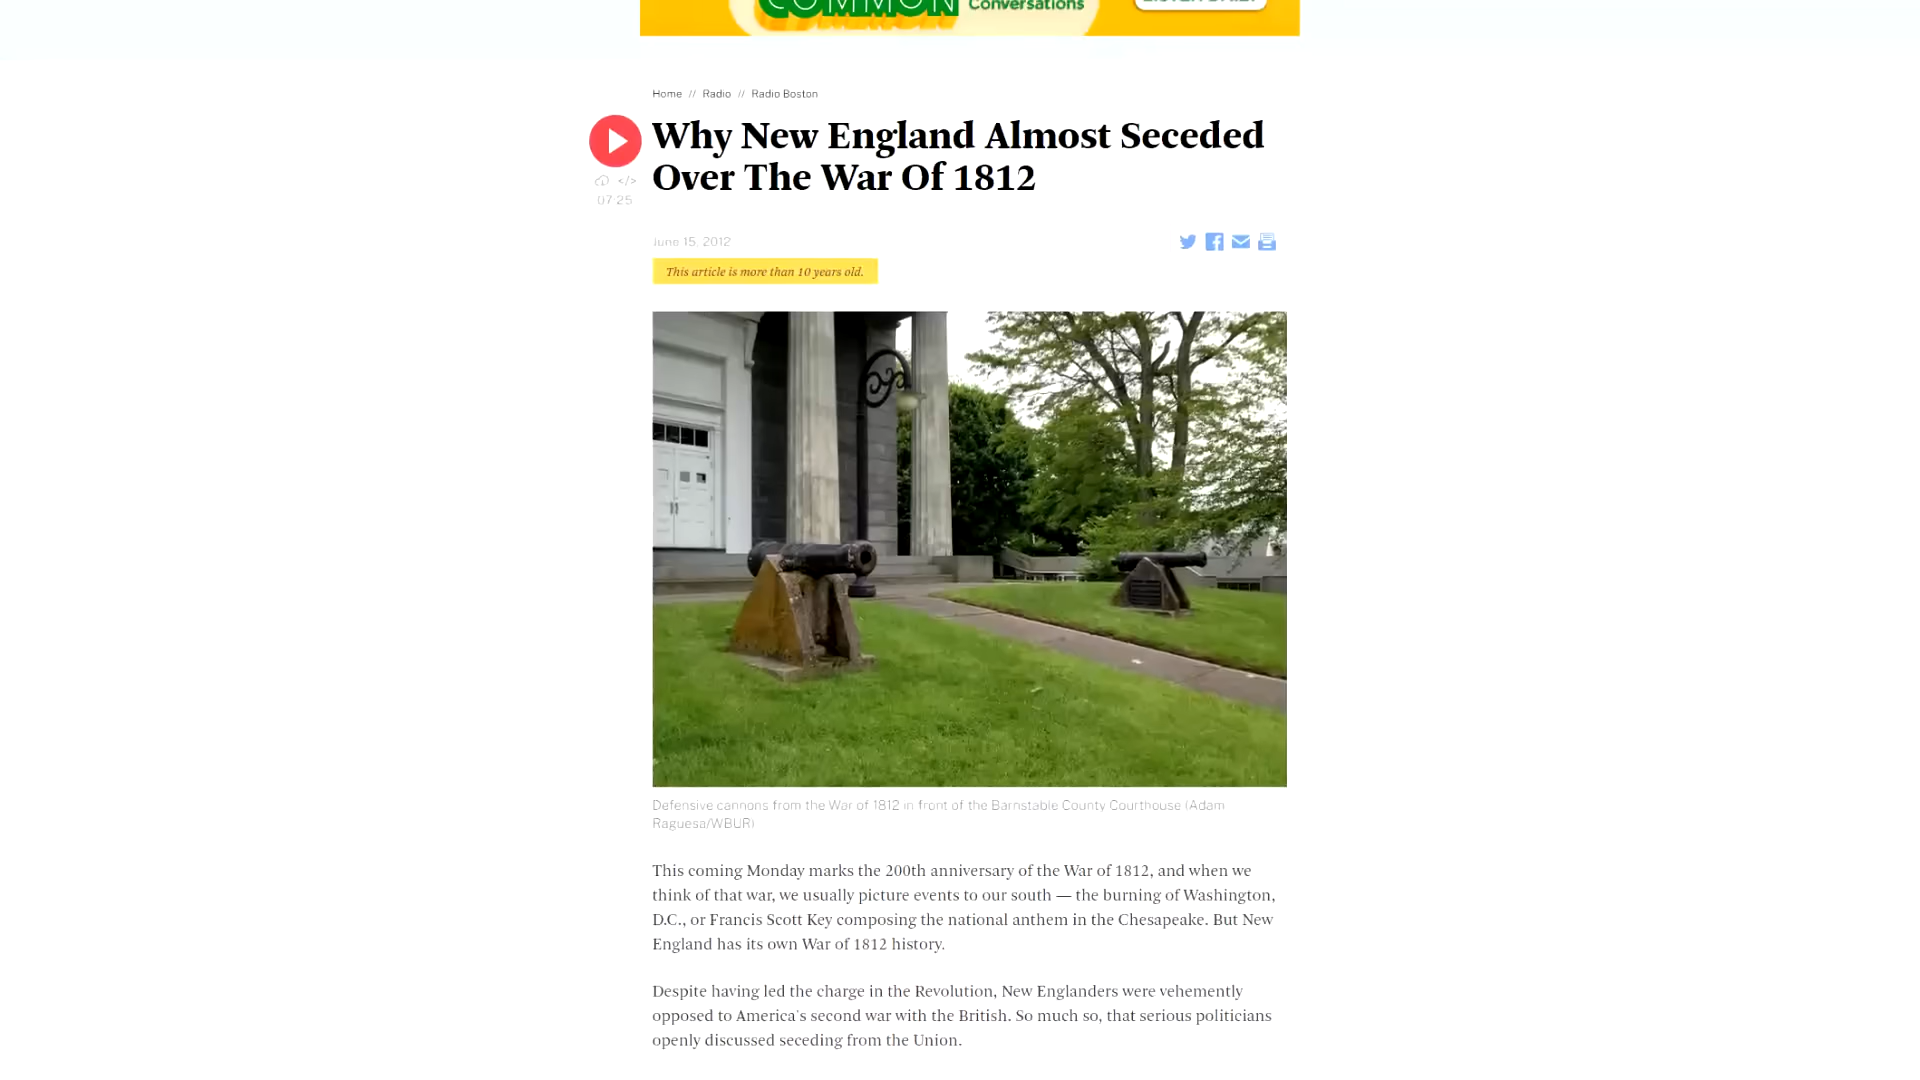 COMMON
Conversations
Home // Radio // Radio Boston
Why New England Almost Seceded
Over The War Of 1812
</>
07:25
June 15, 2012
This article is more than 10 years old.
Defensive cannons from the War of 1812 in front of the Barnstable County Courthouse (Adam
Raguesa/WBUR)
This coming Monday marks the 200th anniversary of the War of 1812, and when we
think of that war, we usually picture events to our south — the burning of Washington,
D.C., or Francis Scott Key composing the national anthem in the Chesapeake. But New
England has its own War of 1812 history.
Despite having led the charge in the Revolution, New Englanders were vehemently
opposed to America's second war with the British. So much so, that serious politicians
openly discussed seceding from the Union.